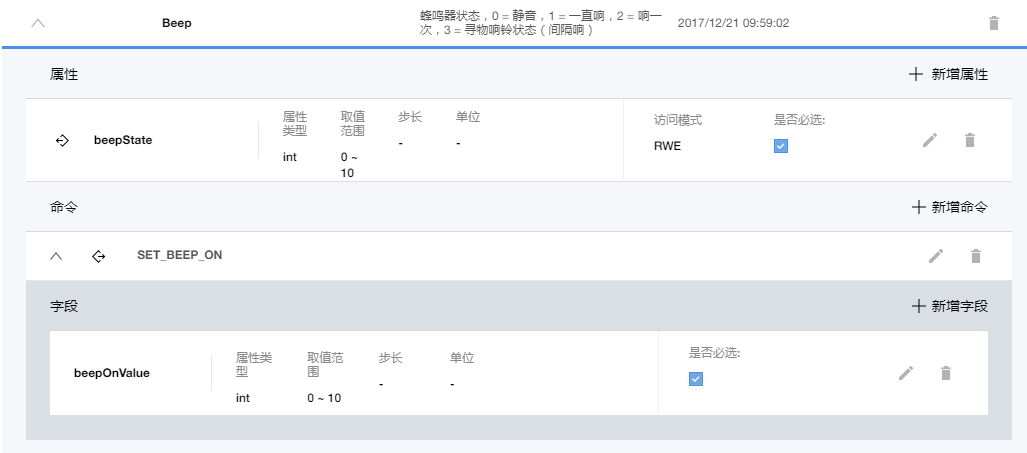 Beep
蜂鸣器状态，0 = 静音，1 = 一直响，2 = 响一
次，3 = 寻物响铃状态（间隔响）
2017/12/21 09:59:02
属性
新增属性
beepState
属性
类型
int
取值
范围
0 ~
10
步长
-
单位
-
访问模式
RWE
是否必选:
命令
新增命令
SET_BEEP_ON
字段
新增字段
beepOnValue
属性类
型
int
取值范
围
0 ~ 10
步长
-
单位
-
是否必选: